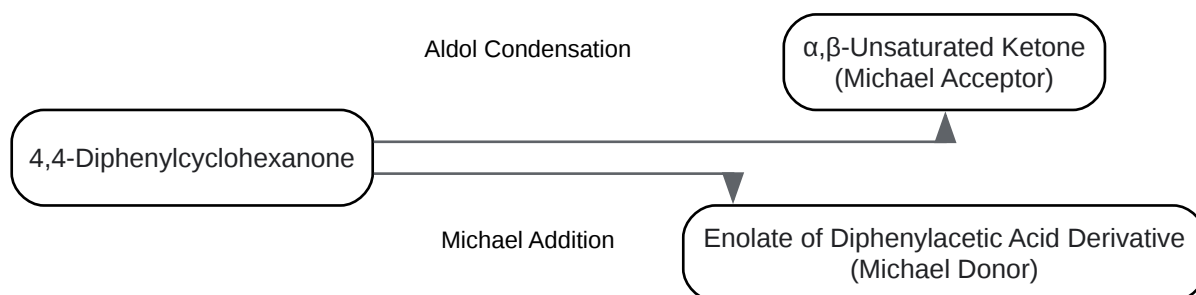 Aldol Condensation
α,β-Unsaturated Ketone
(Michael Acceptor)
4,4-Diphenylcyclohexanone
Michael Addition
Enolate of Diphenylacetic Acid Derivative
(Michael Donor)